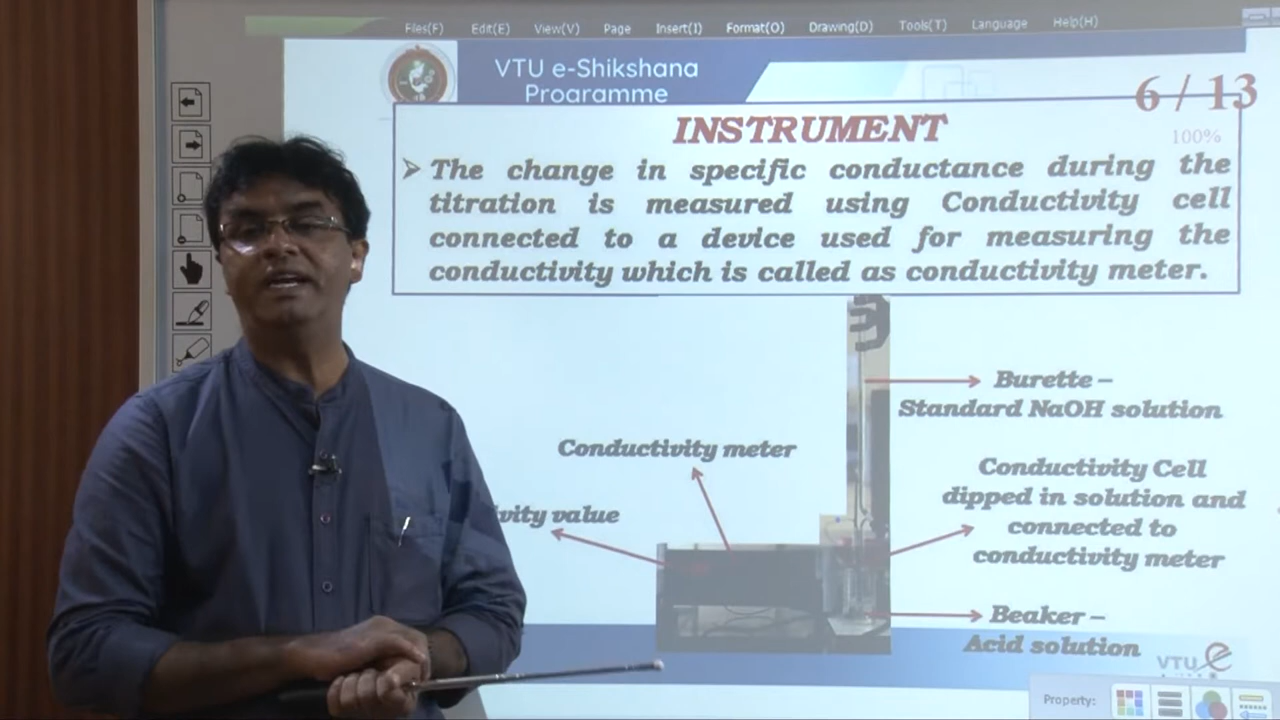 Files(F) Edit(E) View(V) Page Insert(I) Format(O) Drawing(D) Tools(T) Language Help(H)
VTU e-Shikshana
Programme
6 / 13
100%
INSTRUMENT
➢ The change in specific conductance during the
titration is measured using Conductivity cell
connected to a device used for measuring the
conductivity which is called as conductivity meter.
Burette –
Standard NaOH solution
Conductivity meter
Conductivity Cell
dipped in solution and
connected to
conductivity meter
ivity value
Beaker –
Acid solution
VTU e
Property: